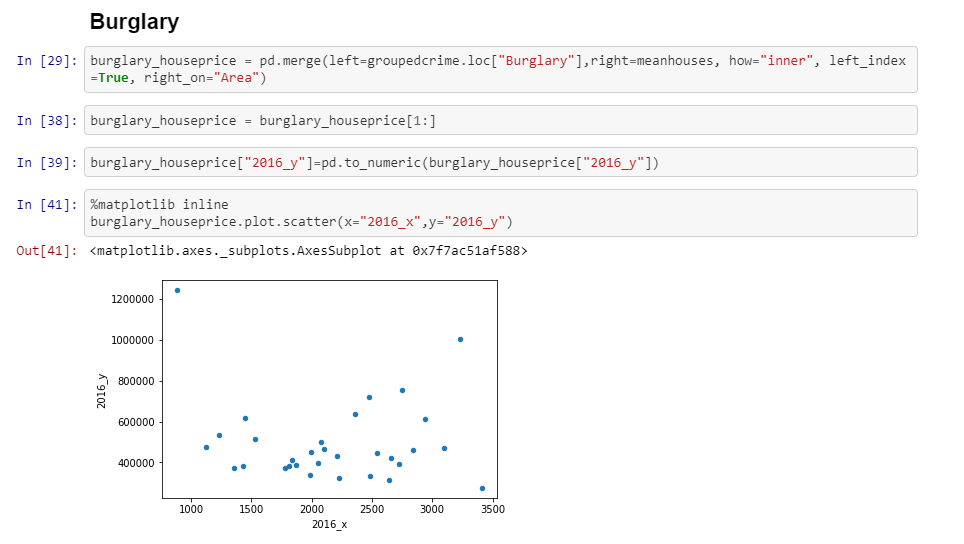 Burglary
In [29]: burglary_houseprice = pd.merge(left=groupedcrime.loc["Burglary"],right=meanhouses, how="inner", left_index
=True, right_on="Area")
In [38]: burglary_houseprice = burglary_houseprice[1:]
In [39]: burglary_houseprice["2016_y"]=pd.to_numeric(burglary_houseprice["2016_y"])
In [41]: %matplotlib inline
burglary_houseprice.plot.scatter(x="2016_x",y="2016_y")
Out[41]: <matplotlib.axes._subplots.AxesSubplot at 0x7f7ac51af588>
1200000
1000000
800000
600000
400000
2016_y
1000 1500 2000 2500 3000 3500
2016_x